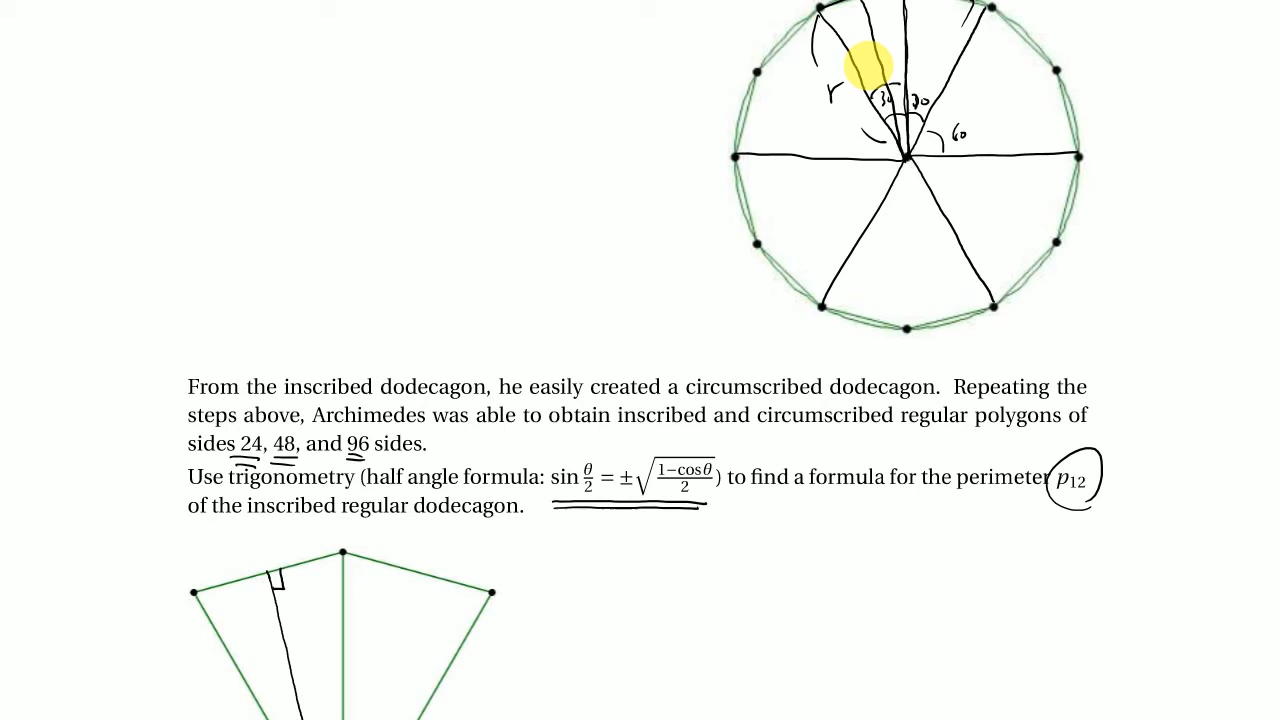 r
30
30
60
From the inscribed dodecagon, he easily created a circumscribed dodecagon. Repeating the
steps above, Archimedes was able to obtain inscribed and circumscribed regular polygons of
sides 24, 48, and 96 sides.
Use trigonometry (half angle formula: sin θ/2 = ±√(1−cosθ)/2) to find a formula for the perimeter p₁₂
of the inscribed regular dodecagon.